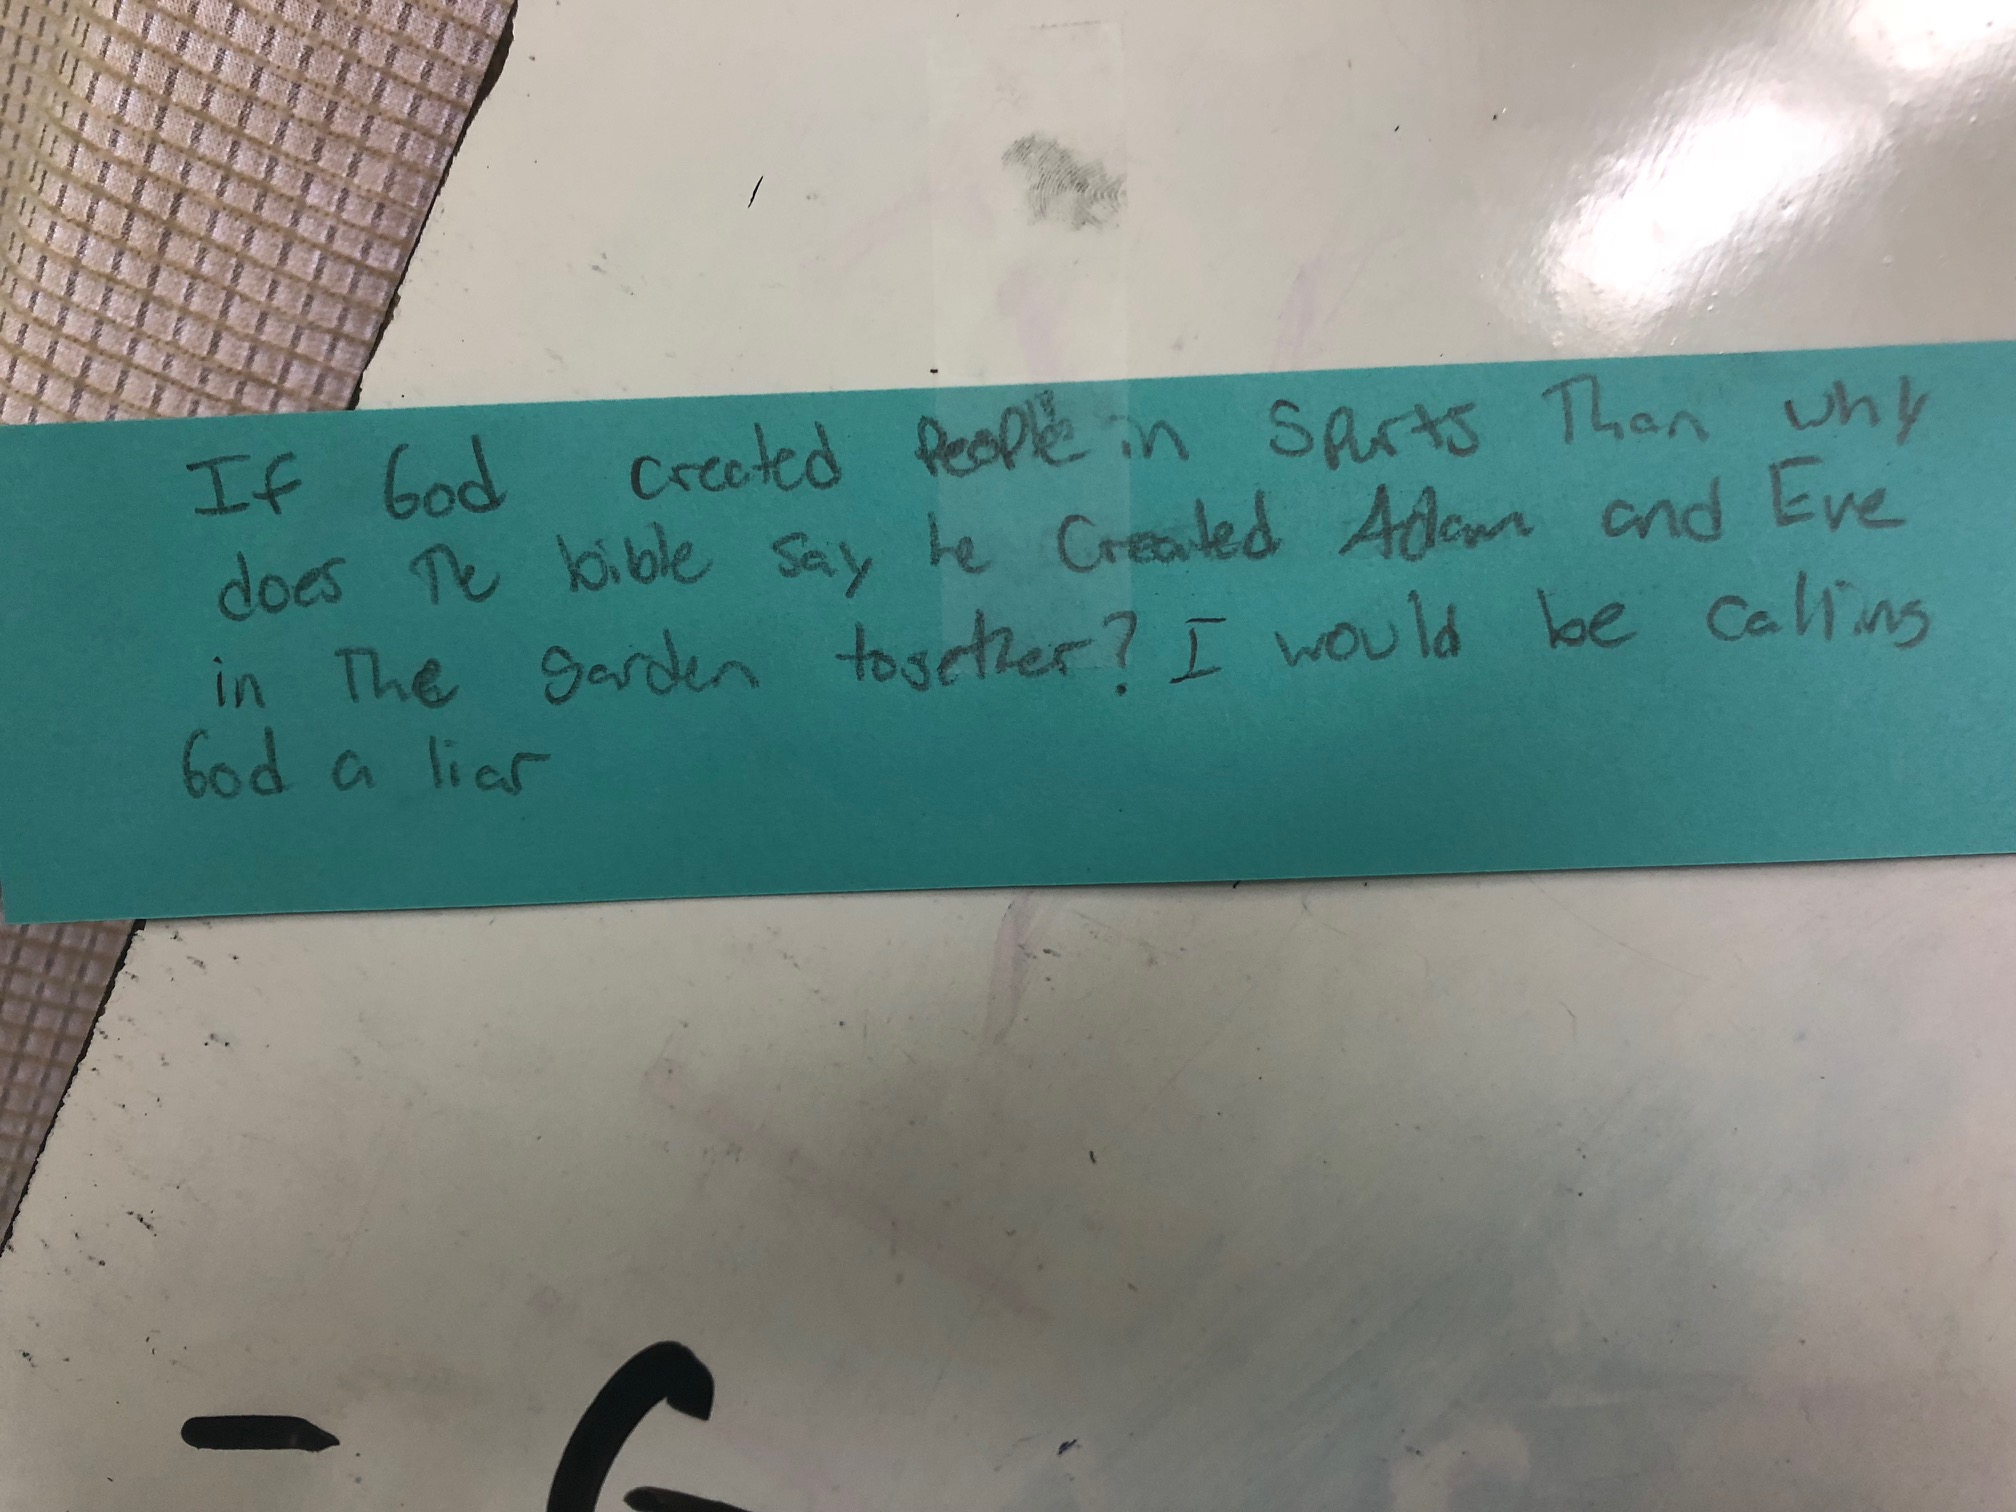 If God created People in Spurts Than why
does The bible say he Created Adam and Eve
in The garden together? I would be calling
God a liar